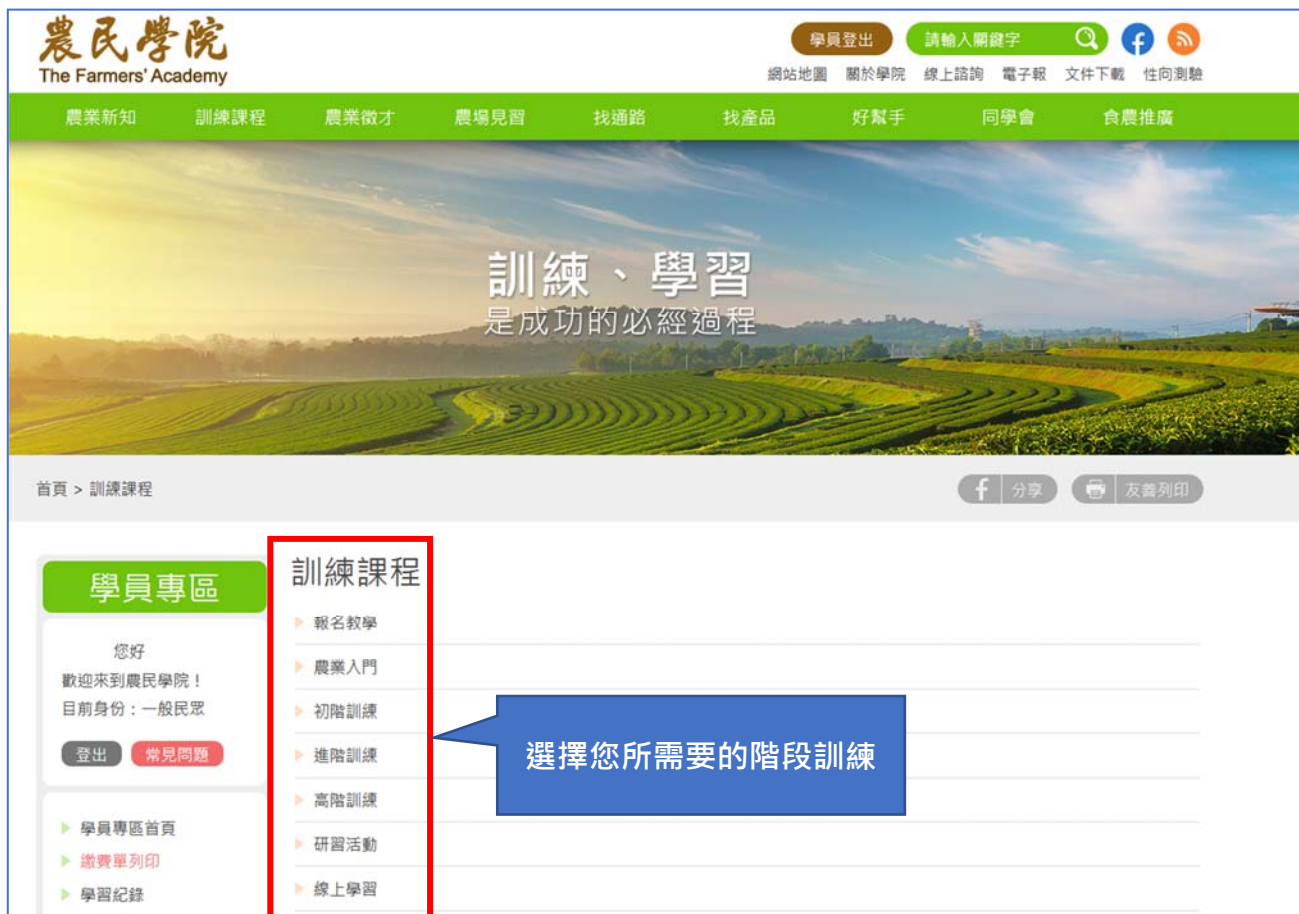 農民學院
The Farmers' Academy
學員登出
請輸入關鍵字
網站地圖 關於學院 線上諮詢 電子報 文件下載 性向測驗
農業新知 訓練課程 農業徵才 農場見習 找通路 找產品 好幫手 同學會 食農推廣
訓練、學習
是成功的必經過程
首頁 > 訓練課程
分享
友善列印
學員專區
您好
歡迎來到農民學院！
目前身份：一般民眾
登出 常見問題
學員專區首頁
繳費單列印
學習紀錄
訓練課程
報名教學
農業入門
初階訓練
進階訓練
高階訓練
研習活動
線上學習
選擇您所需要的階段訓練